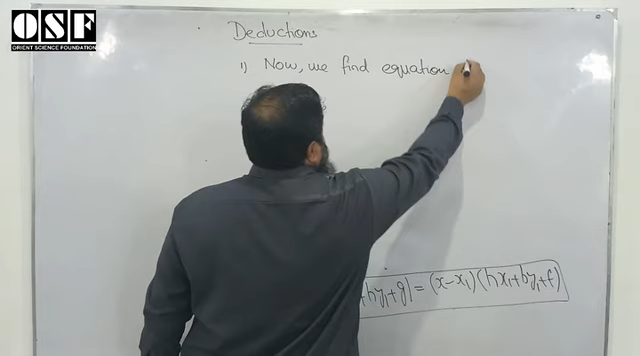 OSF
ORIENT SCIENCE FOUNDATION
Deductions
1) Now, we find equation
+hy₁+g) = (x-x₁)(hx₁+by₁+f)